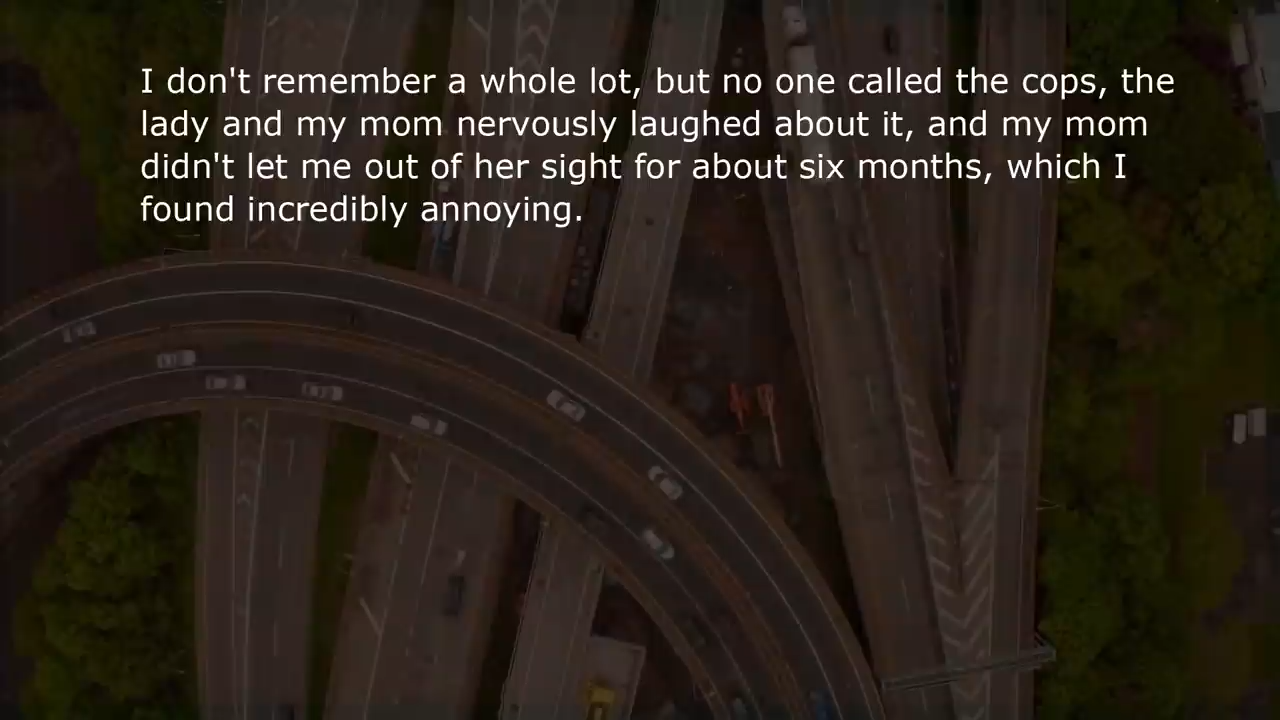 I don't remember a whole lot, but no one called the cops, the
lady and my mom nervously laughed about it, and my mom
didn't let me out of her sight for about six months, which I
found incredibly annoying.